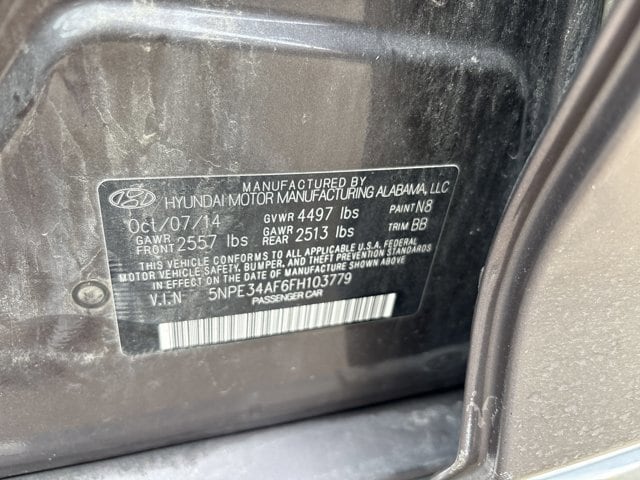 MANUFACTURED BY
HYUNDAI MOTOR MANUFACTURING ALABAMA, LLC
Oct/07/14 GVWR 4497 lbs PAINT N8
GAWR FRONT 2557 lbs GAWR REAR 2513 lbs TRIM BB
THIS VEHICLE CONFORMS TO ALL APPLICABLE U.S.A. FEDERAL
MOTOR VEHICLE SAFETY, BUMPER, AND THEFT PREVENTION STANDARDS
IN EFFECT ON THE DATE OF MANUFACTURE SHOWN ABOVE.
V.I.N 5NPE34AF6FH103779
PASSENGER CAR